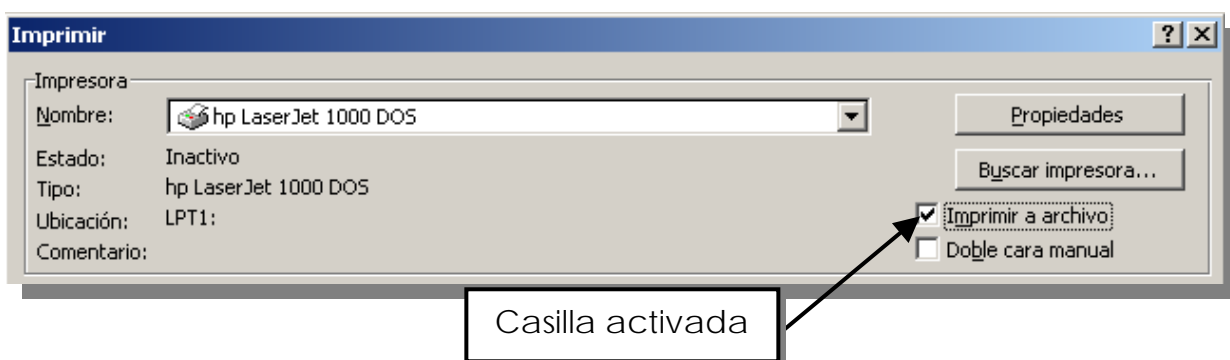 Imprimir
Impresora
Nombre: hp LaserJet 1000 DOS Propiedades
Estado: Inactivo Buscar impresora...
Tipo: hp LaserJet 1000 DOS
Ubicación: LPT1: Imprimir a archivo
Comentario: Doble cara manual
Casilla activada